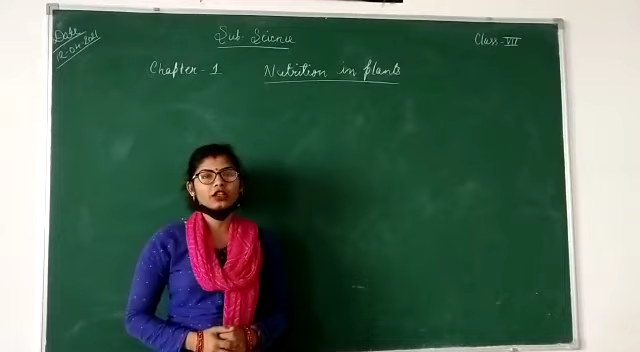 Date
12-04-2021
Sub- Science
Class-VII
Chapter-1 Nutrition in plants